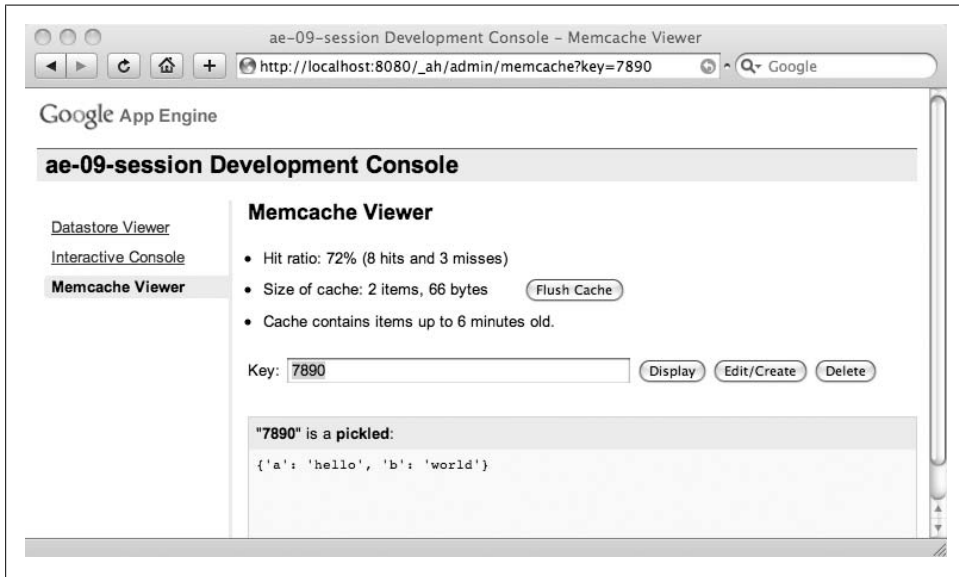 ae-09-session Development Console – Memcache Viewer
http://localhost:8080/_ah/admin/memcache?key=7890
Google
Google App Engine
ae-09-session Development Console
Datastore Viewer
Interactive Console
Memcache Viewer
Memcache Viewer
• Hit ratio: 72% (8 hits and 3 misses)
• Size of cache: 2 items, 66 bytes Flush Cache
• Cache contains items up to 6 minutes old.
Key: 7890 Display Edit/Create Delete
"7890" is a pickled:
{'a': 'hello', 'b': 'world'}